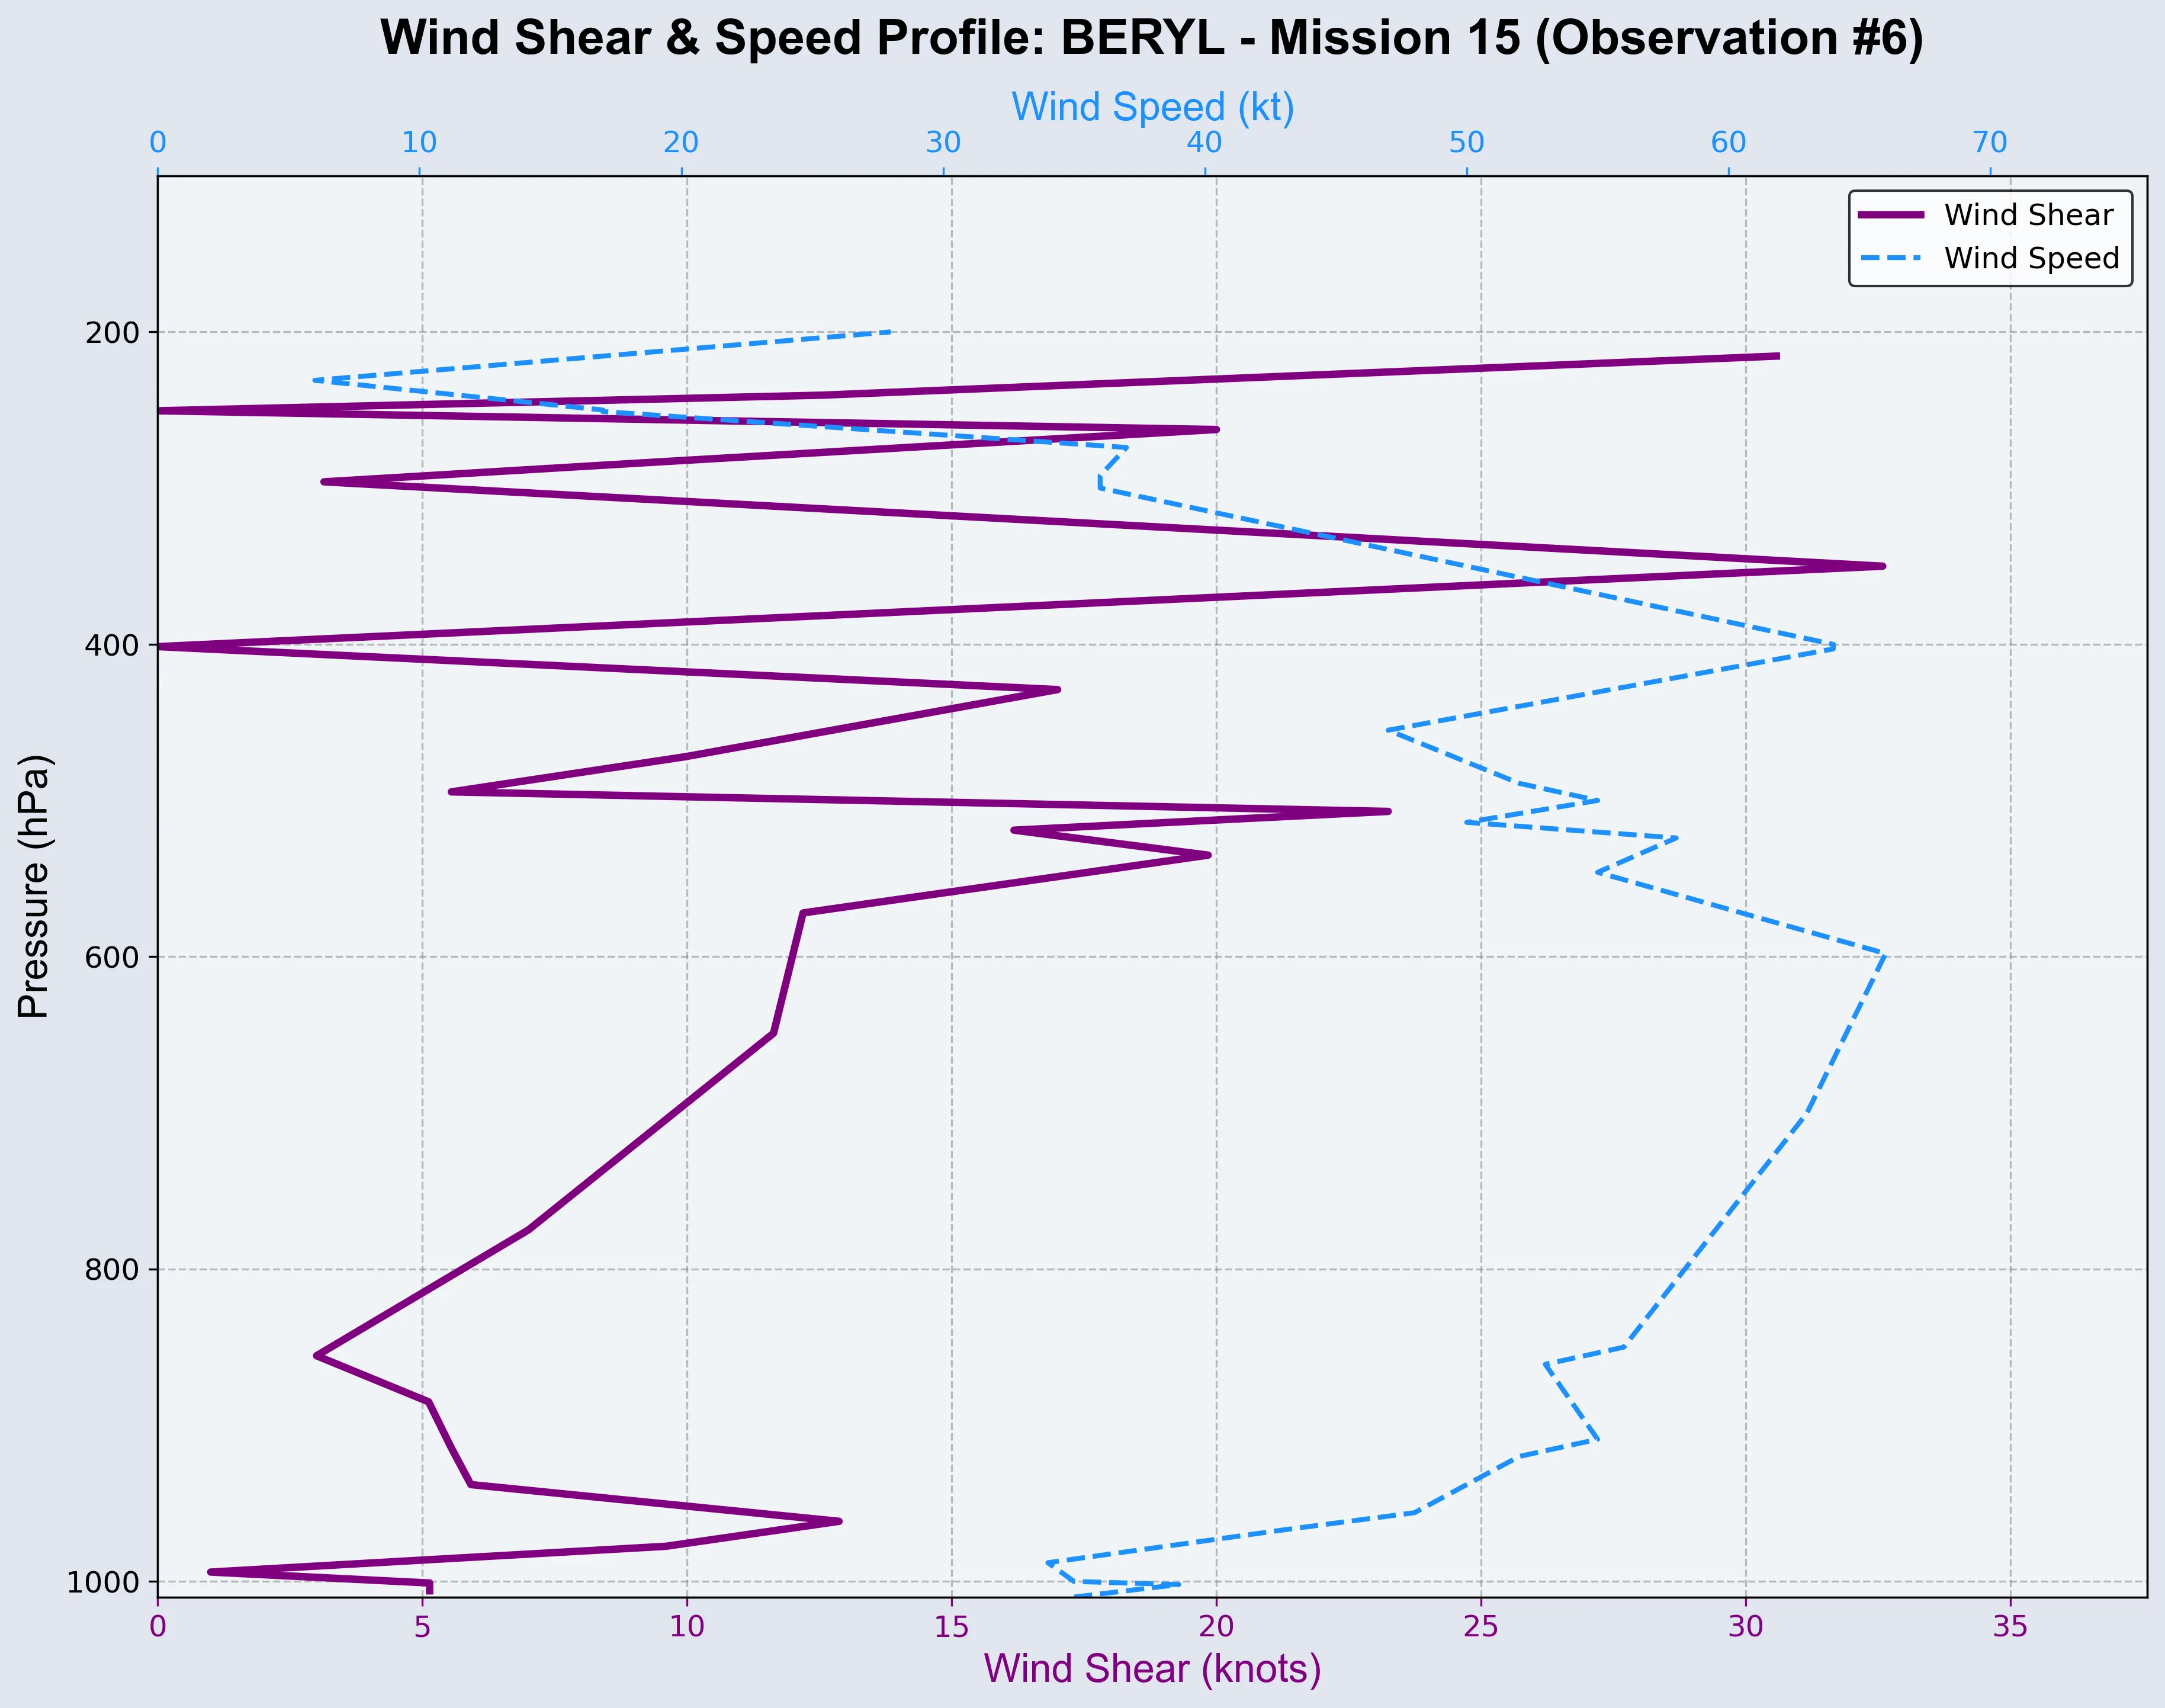 Wind Shear & Speed Profile: BERYL - Mission 15 (Observation #6)
Wind Speed (kt)
0 10 20 30 40 50 60 70
Wind Shear
Wind Speed
200
400
600
800
1000
Pressure (hPa)
0 5 10 15 20 25 30 35
Wind Shear (knots)